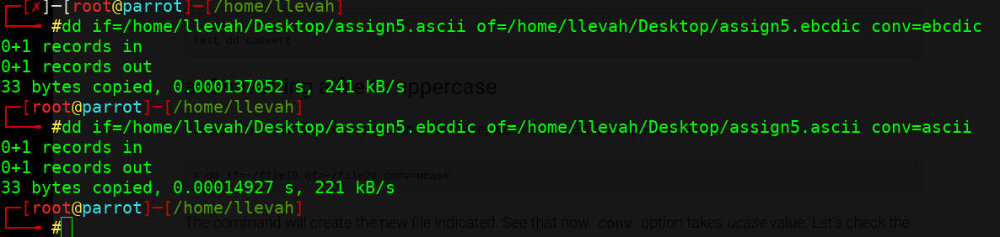 ┌─[✗]─[root@parrot]─[/home/llevah]
└──╼ #dd if=/home/llevah/Desktop/assign5.ascii of=/home/llevah/Desktop/assign5.ebcdic conv=ebcdic
test dd convert
0+1 records in
0+1 records out
33 bytes copied, 0.000137052 s, 241 kB/s
uppercase
┌─[root@parrot]─[/home/llevah]
└──╼ #dd if=/home/llevah/Desktop/assign5.ebcdic of=/home/llevah/Desktop/assign5.ascii conv=ascii
0+1 records in
0+1 records out
# dd if=~/file10 of=~/file20 conv=ucase
33 bytes copied, 0.00014927 s, 221 kB/s
┌─[root@parrot]─[/home/llevah]
└──╼ #
The command will create the new file indicated. See that now conv option takes ucase value. Let's check the